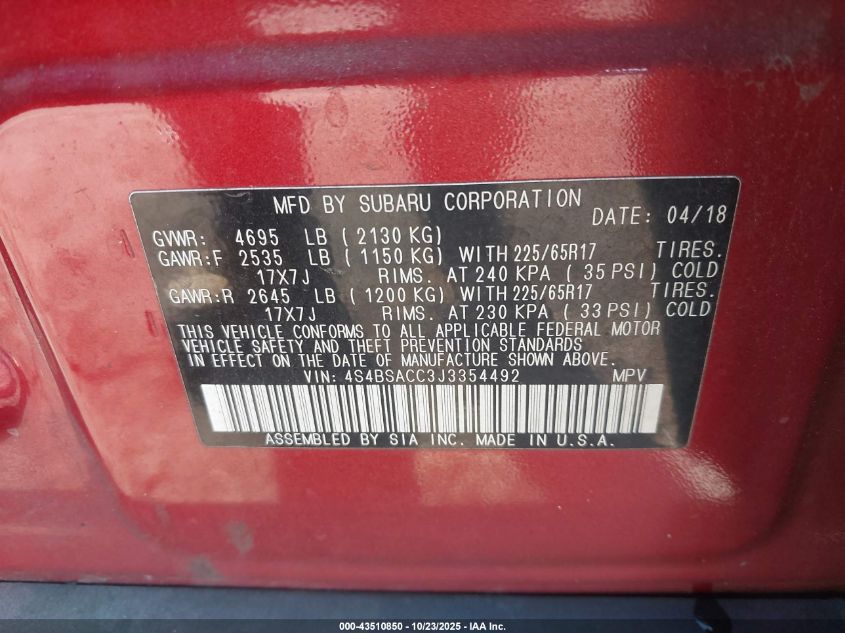 MFD BY SUBARU CORPORATION
DATE: 04/18
GVWR: 4695 LB ( 2130 KG)
GAWR:F 2535 LB ( 1150 KG) WITH 225/65R17 TIRES.
17X7J RIMS. AT 240 KPA ( 35 PSI) COLD
GAWR:R 2645 LB ( 1200 KG) WITH 225/65R17 TIRES.
17X7J RIMS. AT 230 KPA ( 33 PSI) COLD
THIS VEHICLE CONFORMS TO ALL APPLICABLE FEDERAL MOTOR
VEHICLE SAFETY AND THEFT PREVENTION STANDARDS
IN EFFECT ON THE DATE OF MANUFACTURE SHOWN ABOVE.
VIN: 4S4BSACC3J3354492 MPV
ASSEMBLED BY SIA INC. MADE IN U.S.A.
000-43510850 | 10/23/2025 - IAA Inc.